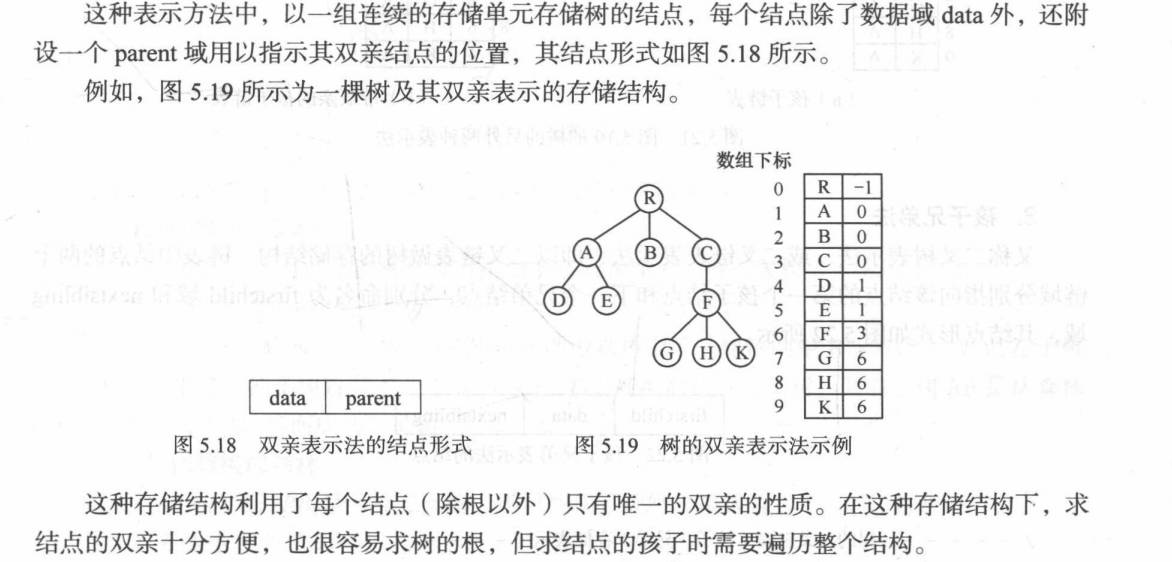 这种表示方法中，以一组连续的存储单元存储树的结点，每个结点除了数据域 data 外，还附
设一个 parent 域用以指示其双亲结点的位置，其结点形式如图 5.18 所示。
例如，图 5.19 所示为一棵树及其双亲表示的存储结构。
数组下标
R
A B C
D E F
G H K
0 R -1
1 A 0
2 B 0
3 C 0
4 D 1
5 E 1
6 F 3
7 G 6
8 H 6
9 K 6
data parent
图 5.18 双亲表示法的结点形式
图 5.19 树的双亲表示法示例
这种存储结构利用了每个结点（除根以外）只有唯一的双亲的性质。在这种存储结构下，求
结点的双亲十分方便，也很容易求树的根，但求结点的孩子时需要遍历整个结构。